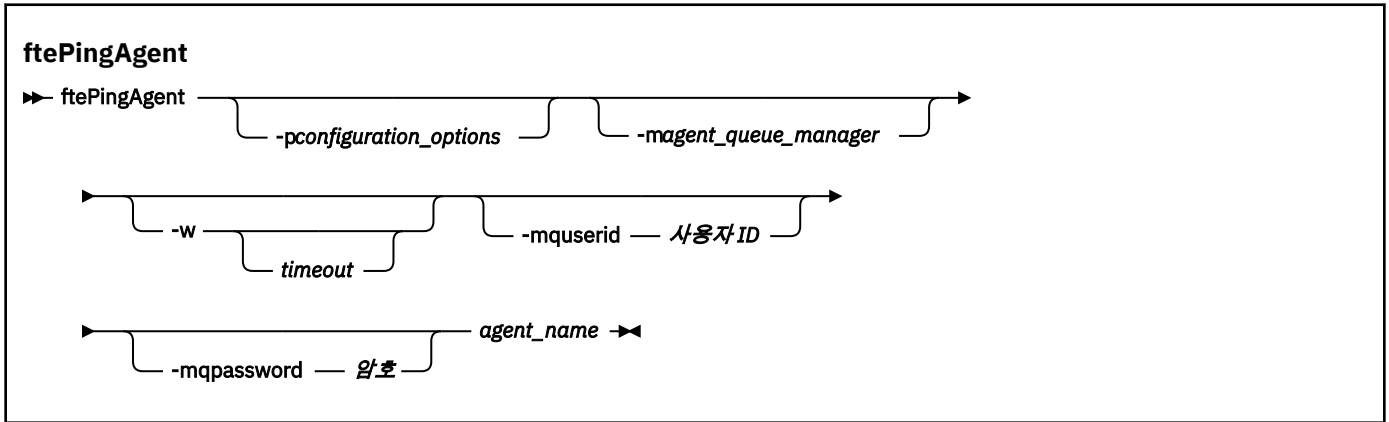 ftePingAgent
ftePingAgent
-pconfiguration_options
-magent_queue_manager
-w
timeout
-mquserid 사용자 ID
-mqpassword 암호
agent_name